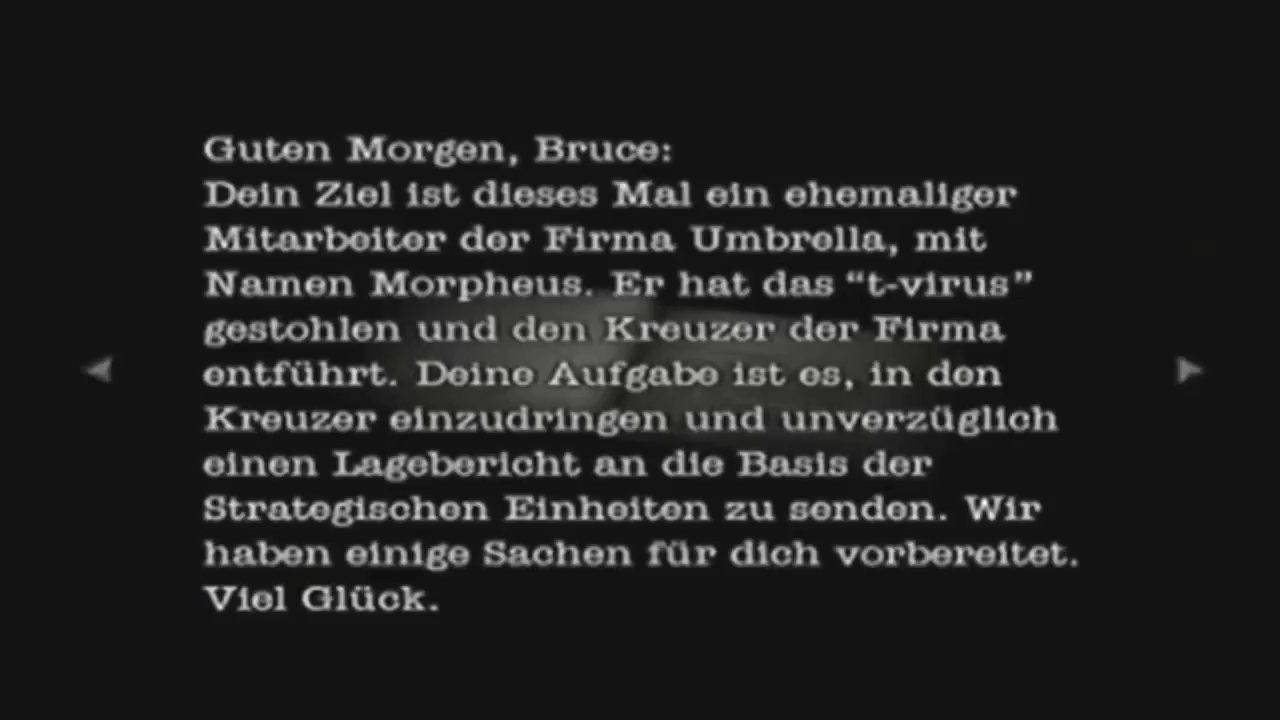 Guten Morgen, Bruce:
Dein Ziel ist dieses Mal ein ehemaliger
Mitarbeiter der Firma Umbrella, mit
Namen Morpheus. Er hat das “t-virus”
gestohlen und den Kreuzer der Firma
entführt. Deine Aufgabe ist es, in den
Kreuzer einzudringen und unverzüglich
einen Lagebericht an die Basis der
Strategischen Einheiten zu senden. Wir
haben einige Sachen für dich vorbereitet.
Viel Glück.